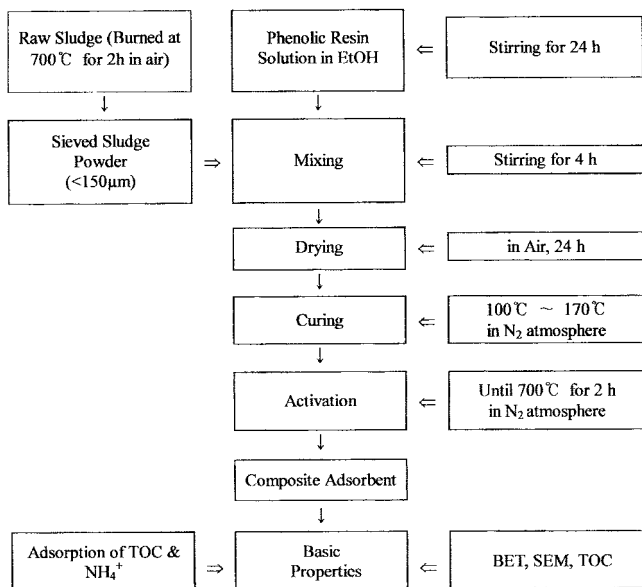 Raw Sludge (Burned at
700℃ for 2h in air)
Phenolic Resin
Solution in EtOH
⇐
Stirring for 24 h
↓
↓
Sieved Sludge
Powder
(<150μm)
⇒
Mixing
⇐
Stirring for 4 h
↓
Drying
⇐
in Air, 24 h
↓
Curing
⇐
100℃ ~ 170℃
in N₂ atmosphere
↓
Activation
⇐
Until 700℃ for 2 h
in N₂ atmosphere
↓
Composite Adsorbent
↓
Adsorption of TOC &
NH₄⁺
⇒
Basic
Properties
⇐
BET, SEM, TOC